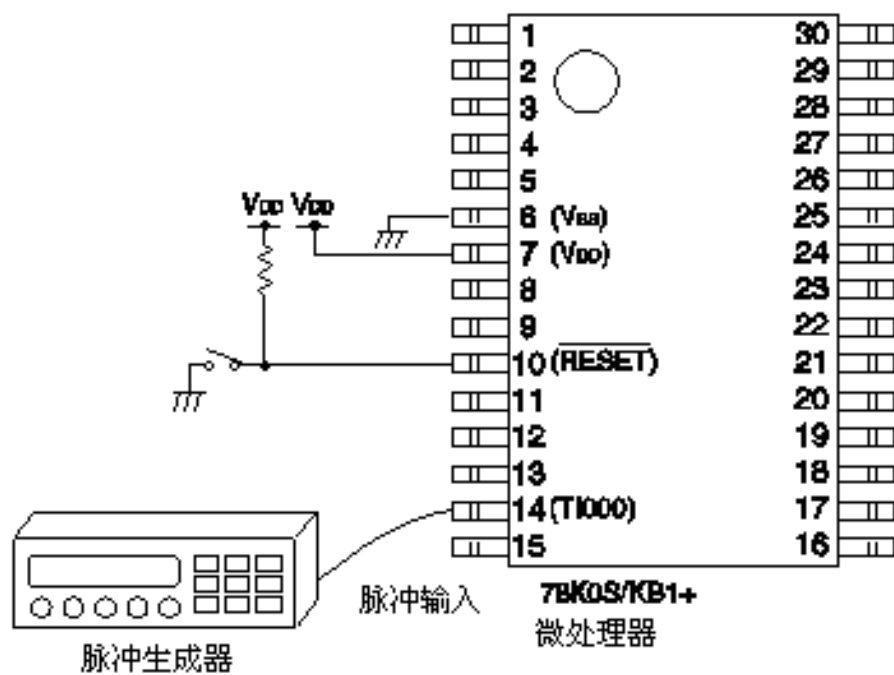 1 30
2 29
3 28
4 27
5 26
VDD VDD
6 (VSS) 25
7 (VDD) 24
8 23
9 22
10 (RESET) 21
11 20
12 19
13 18
14 (TI000) 17
15 16
脉冲输入
78K0S/KB1+
微处理器
脉冲生成器